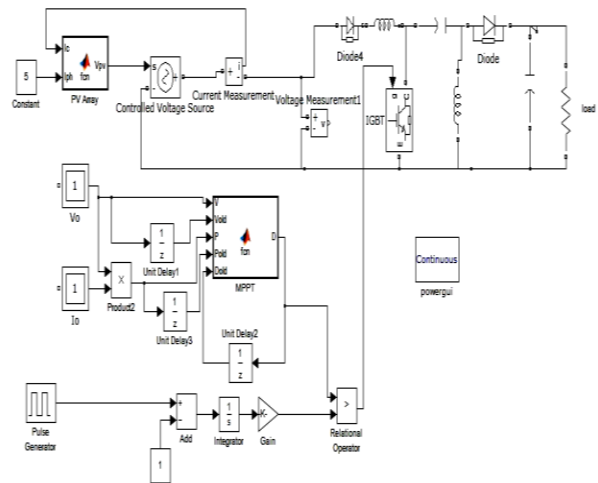 Ic
Iph
fcn
Vpv
PV Array
5
Constant
s
+
-
Controlled Voltage Source
+
-
i
Current Measurement
Voltage Measurement1
+
-
v
Diode4
IGBT
Diode
load
1
Vo
1
Io
1
z
Unit Delay1
X
Product2
1
z
Unit Delay3
V
Vold
P
Pold
Dold
fcn
D
MPPT
Unit Delay2
1
z
Continuous
powergui
Pulse
Generator
+
-
Add
1
1
s
Integrator
K-
Gain
>
Relational
Operator